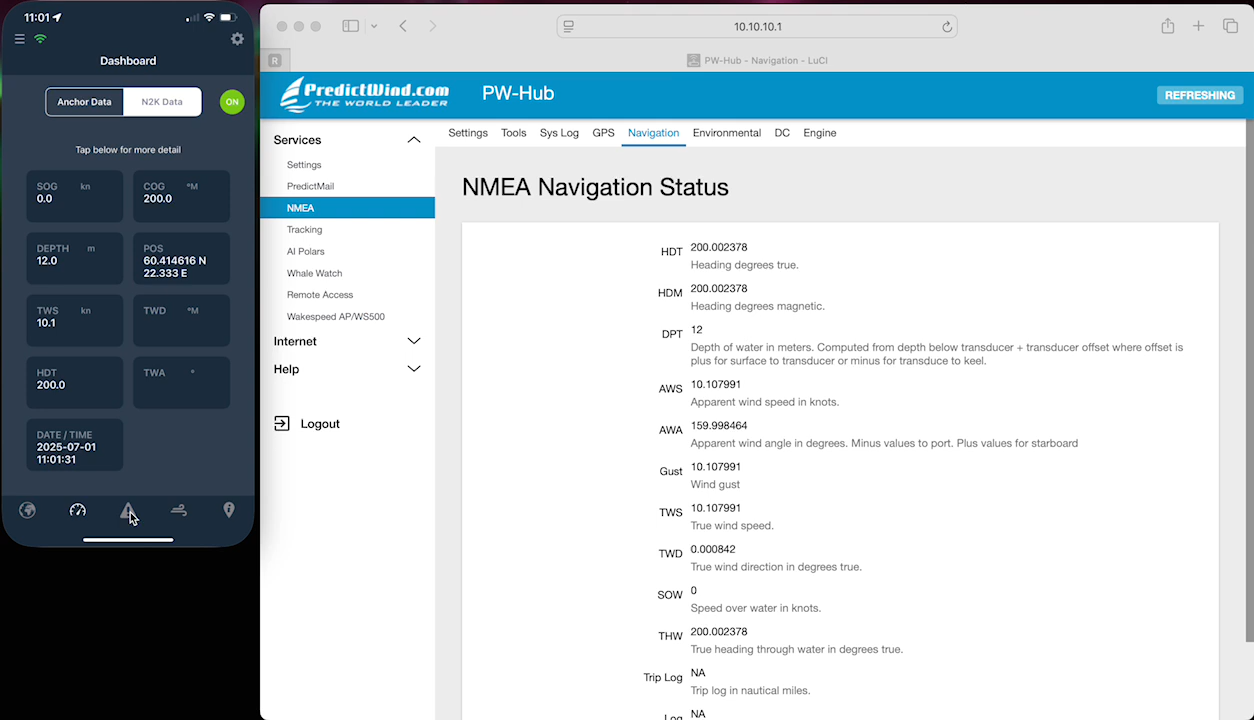 11:01
Dashboard
Anchor Data
N2K Data
ON
Tap below for more detail
SOG kn
0.0
COG °M
200.0
DEPTH m
12.0
POS
60.414616 N
22.333 E
TWS kn
10.1
TWD °M
HDT
200.0
TWA °
DATE / TIME
2025-07-01
11:01:31
10.10.10.1
R
PW-Hub - Navigation - LuCI
PredictWind.com
THE WORLD LEADER
PW-Hub
REFRESHING
Services
Settings
PredictMail
NMEA
Tracking
AI Polars
Whale Watch
Remote Access
Wakespeed AP/WS500
Internet
Help
Logout
Settings Tools Sys Log GPS Navigation Environmental DC Engine
NMEA Navigation Status
HDT 200.002378
Heading degrees true.
HDM 200.002378
Heading degrees magnetic.
DPT 12
Depth of water in meters. Computed from depth below transducer + transducer offset where offset is
plus for surface to transducer or minus for transduce to keel.
AWS 10.107991
Apparent wind speed in knots.
AWA 159.998464
Apparent wind angle in degrees. Minus values to port. Plus values for starboard
Gust 10.107991
Wind gust
TWS 10.107991
True wind speed.
TWD 0.000842
True wind direction in degrees true.
SOW 0
Speed over water in knots.
THW 200.002378
True heading through water in degrees true.
Trip Log NA
Trip log in nautical miles.
Log NA